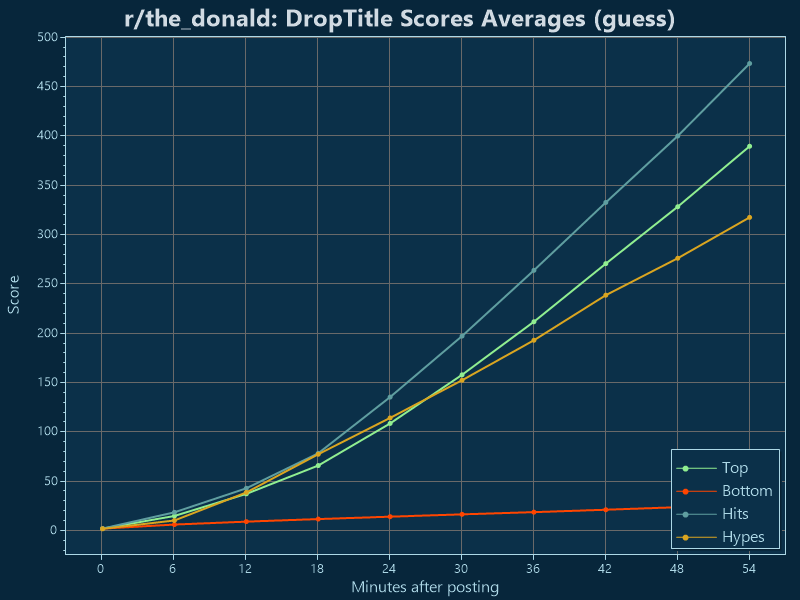 r/the_donald: DropTitle Scores Averages (guess)
500
450
400
350
300
250
200
150
100
50
0
Score
0 6 12 18 24 30 36 42 48 54
Minutes after posting
Top
Bottom
Hits
Hypes